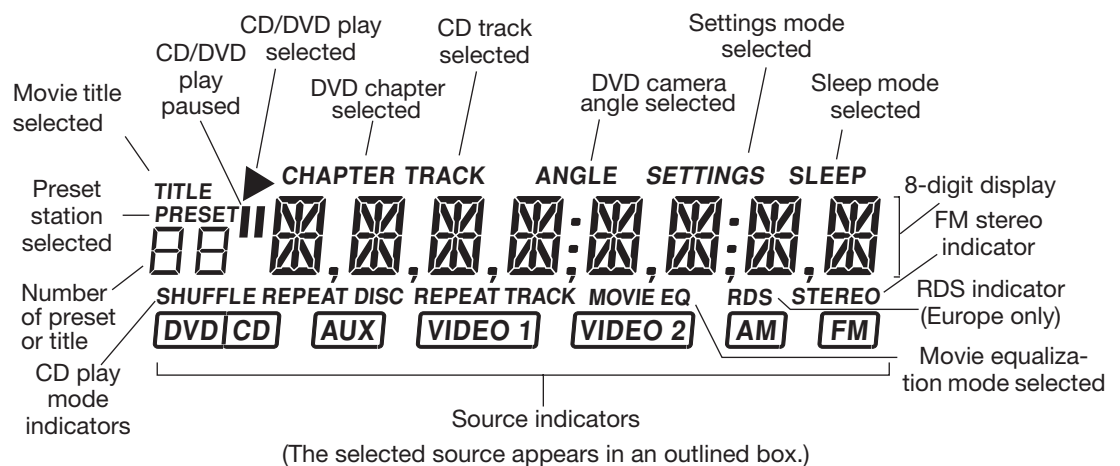 CD/DVD play
selected
CD track
selected
Settings mode
selected
CD/DVD
play
paused
DVD chapter
selected
DVD camera
angle selected
Sleep mode
selected
Movie title
selected
CHAPTER TRACK ANGLE SETTINGS SLEEP
TITLE
PRESET
Preset
station
selected
8-digit display
FM stereo
indicator
Number
of preset
or title
SHUFFLE REPEAT DISC REPEAT TRACK MOVIE EQ RDS STEREO
RDS indicator
(Europe only)
DVD CD AUX VIDEO 1 VIDEO 2 AM FM
CD play
mode
indicators
Movie equaliza-
tion mode selected
Source indicators
(The selected source appears in an outlined box.)